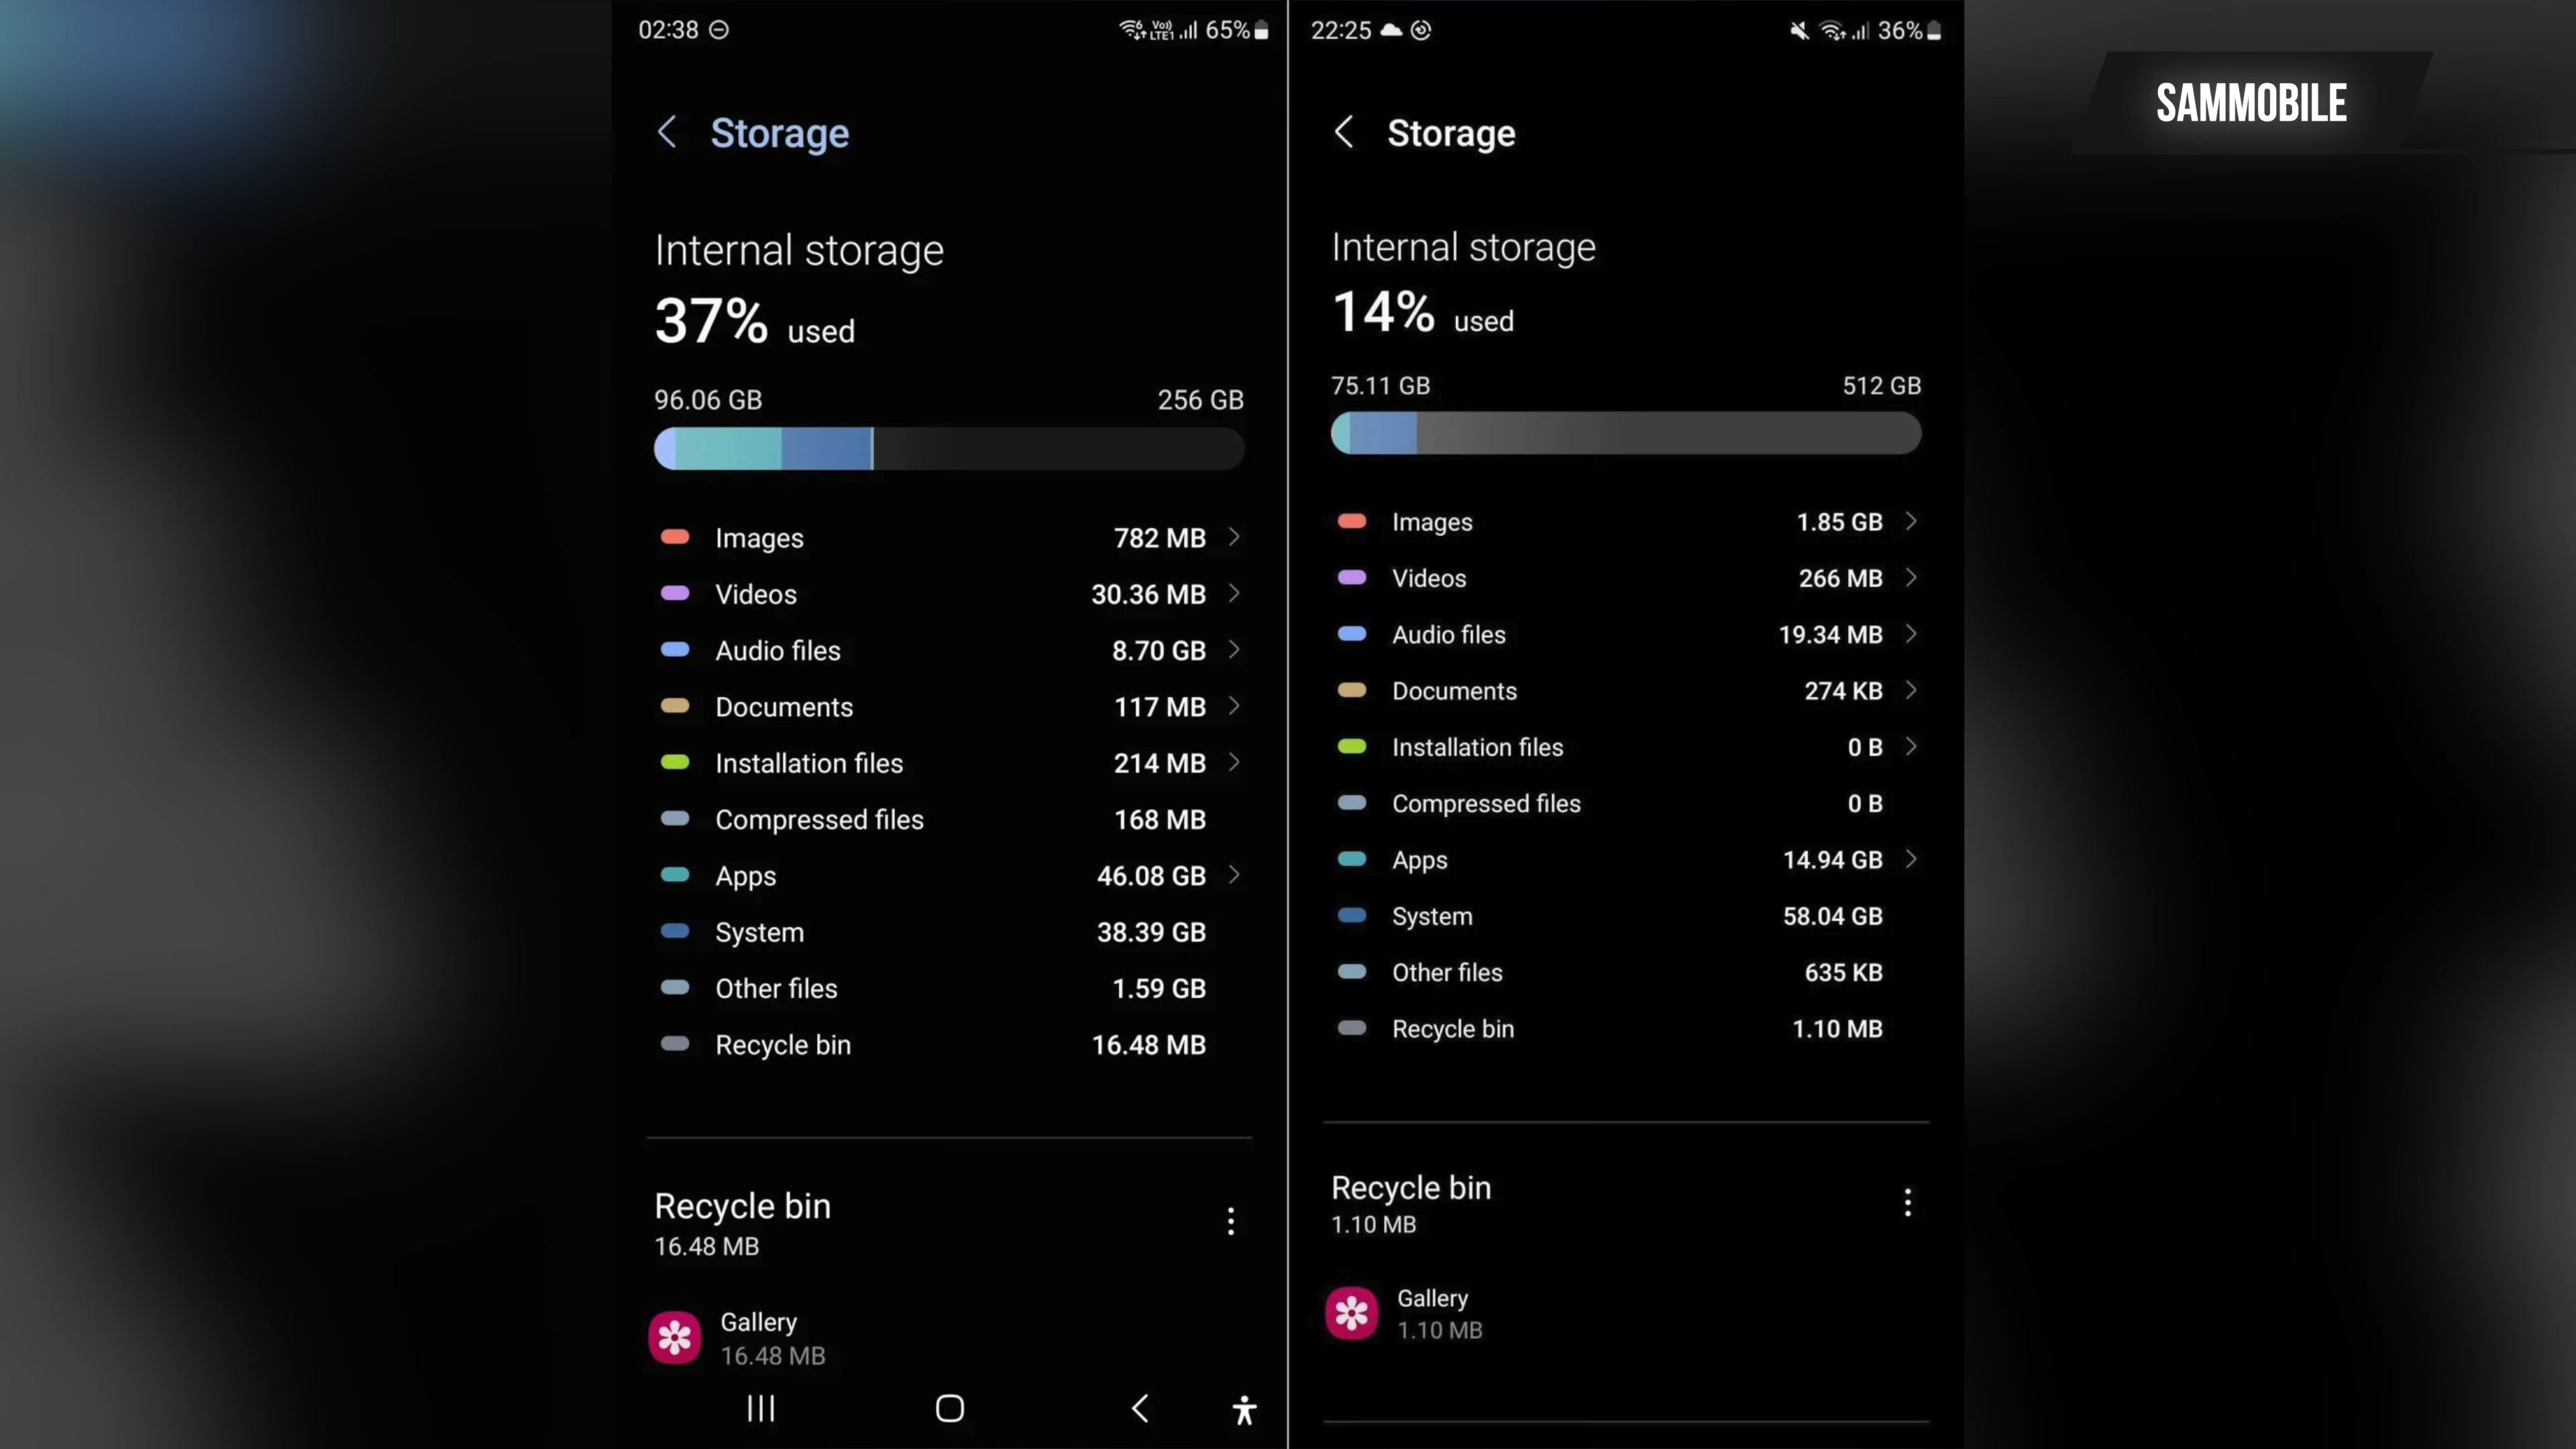 02:38
Vo))
LTE1
65%
Storage
Internal storage
37% used
96.06 GB 256 GB
Images 782 MB
Videos 30.36 MB
Audio files 8.70 GB
Documents 117 MB
Installation files 214 MB
Compressed files 168 MB
Apps 46.08 GB
System 38.39 GB
Other files 1.59 GB
Recycle bin 16.48 MB
Recycle bin
16.48 MB
Gallery
16.48 MB
22:25
36%
Storage
Internal storage
14% used
75.11 GB 512 GB
Images 1.85 GB
Videos 266 MB
Audio files 19.34 MB
Documents 274 KB
Installation files 0 B
Compressed files 0 B
Apps 14.94 GB
System 58.04 GB
Other files 635 KB
Recycle bin 1.10 MB
Recycle bin
1.10 MB
Gallery
1.10 MB
SAMMOBILE